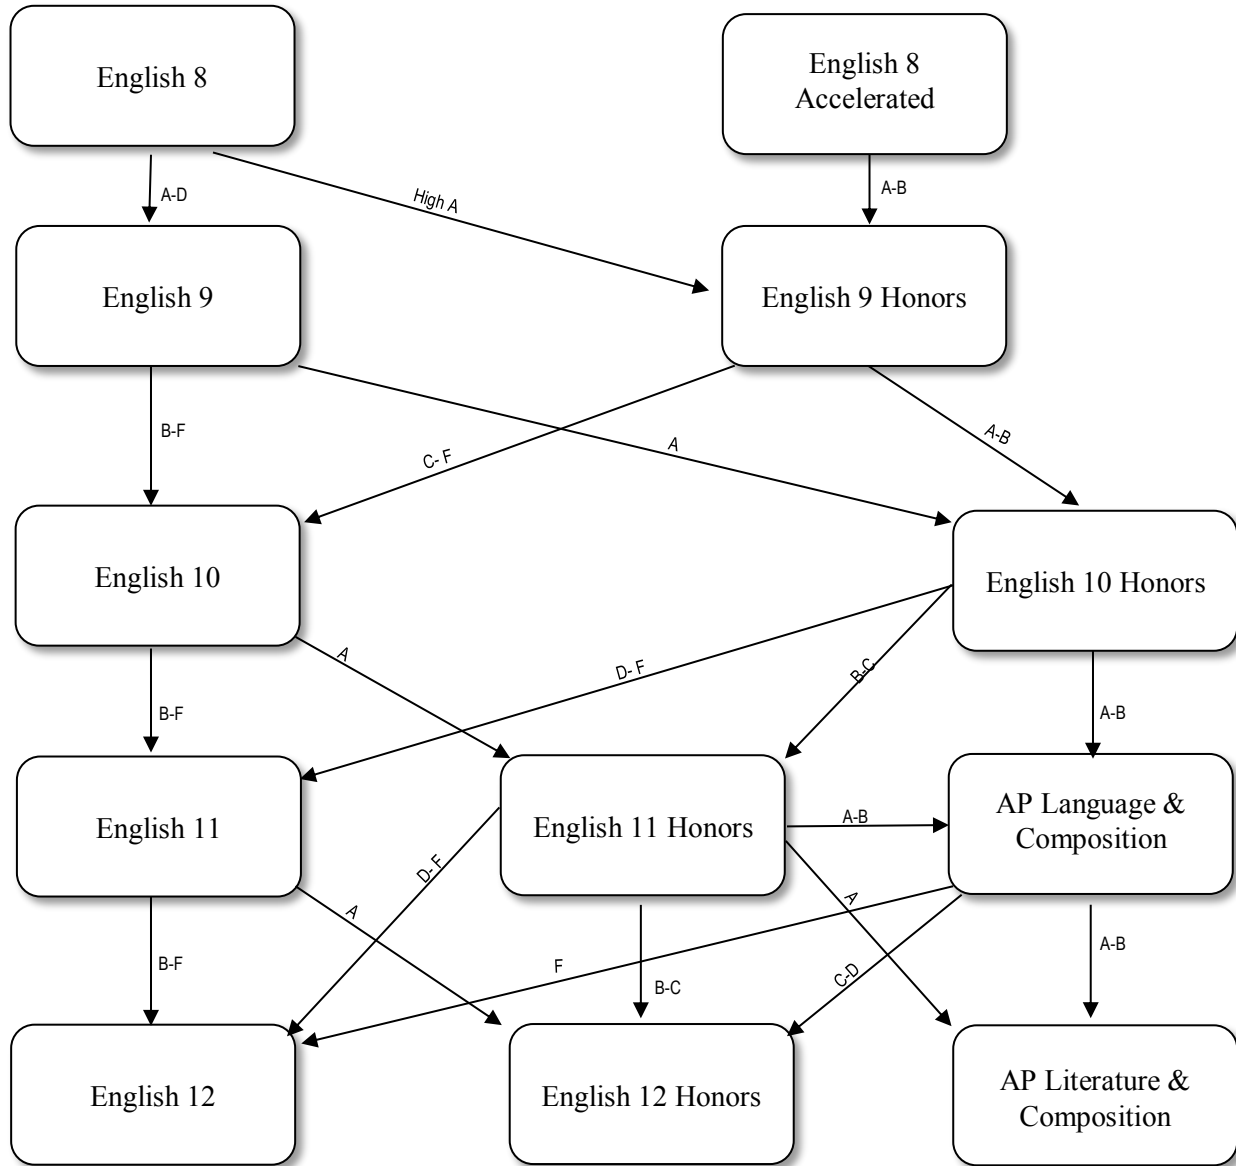 English 8
English 8
Accelerated
A-D
High A
A-B
English 9
English 9 Honors
B-F
C- F
A
A-B
English 10
English 10 Honors
A
D- F
B-C
B-F
A-B
English 11
English 11 Honors
AP Language &
Composition
A-B
D- F
A
A
B-F
F
B-C
C-D
A-B
English 12
English 12 Honors
AP Literature &
Composition